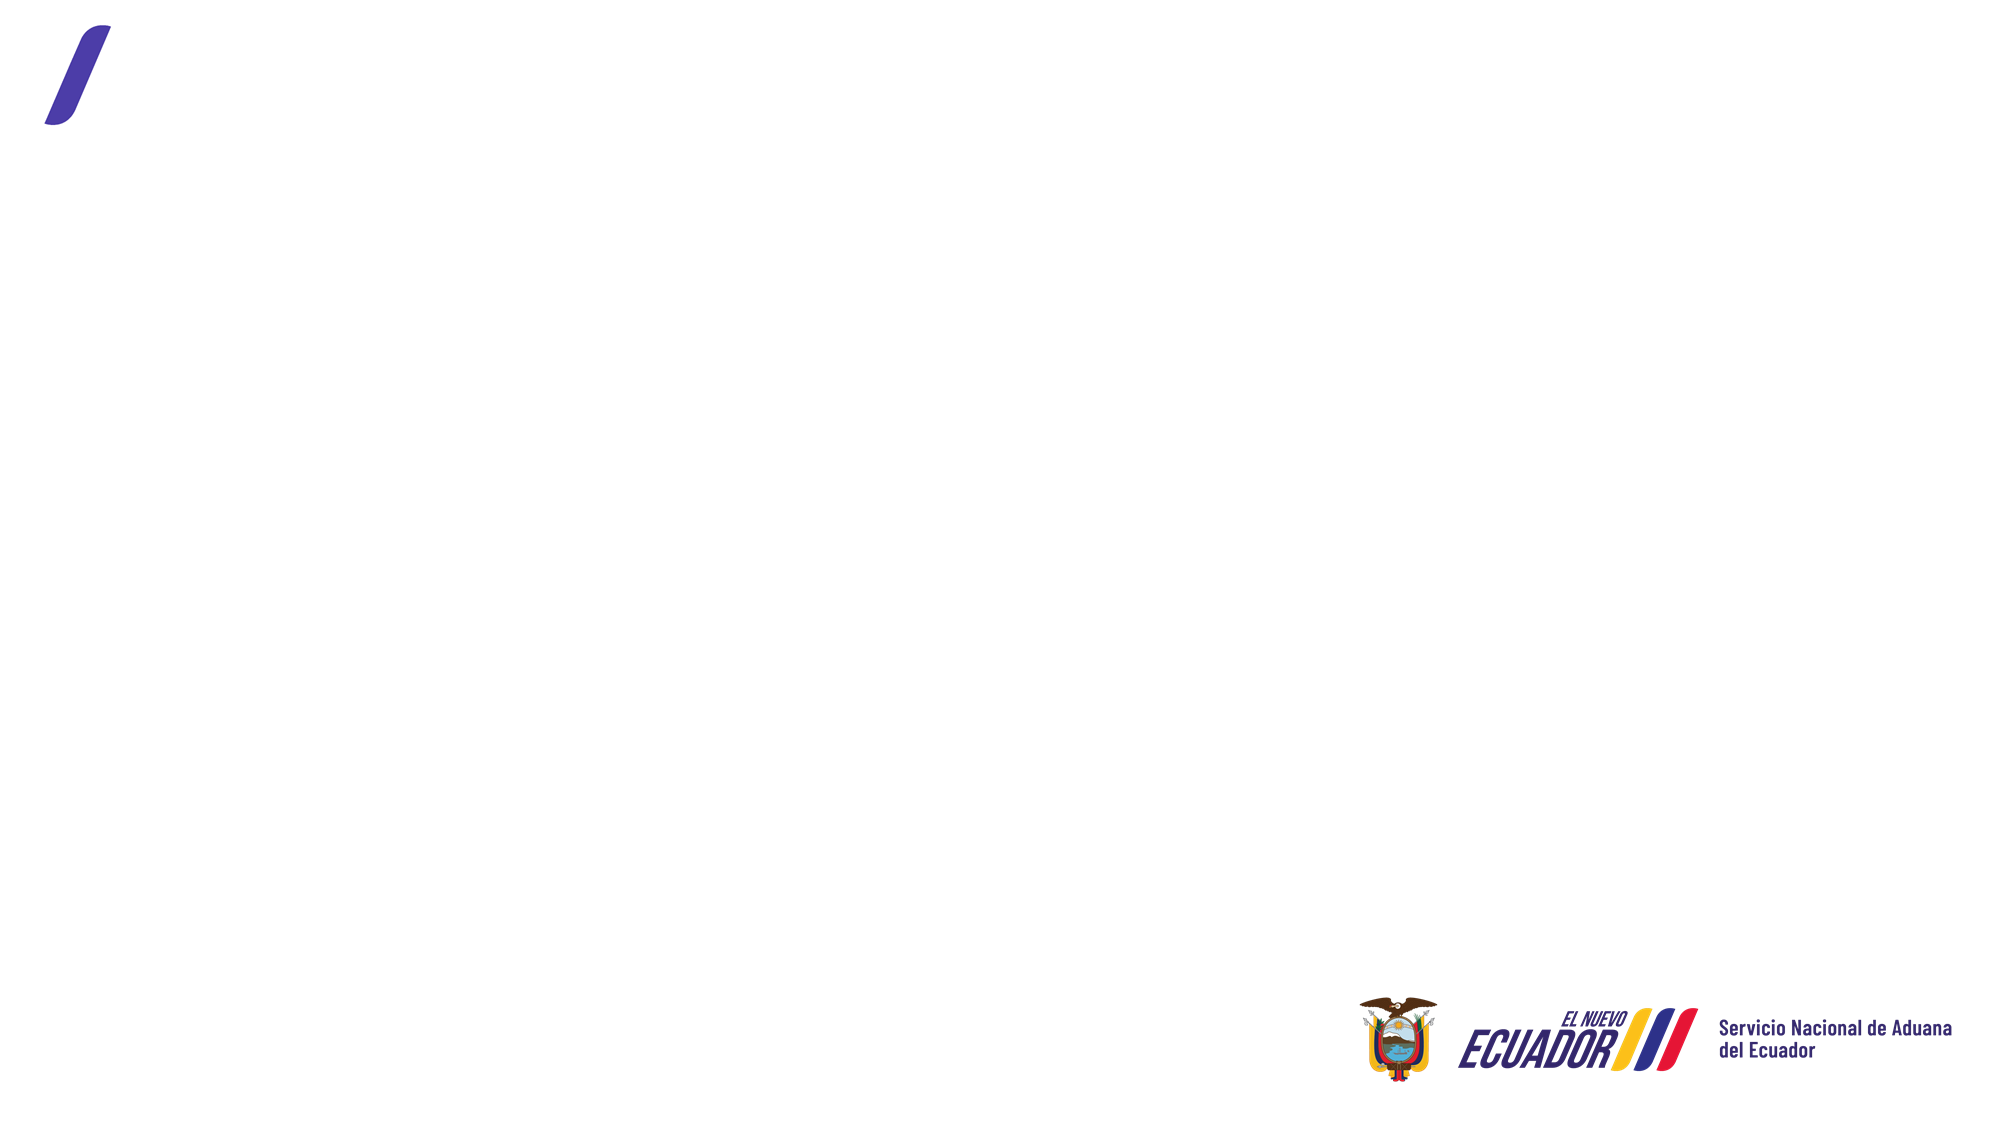 EL NUEVO
ECUADOR
Servicio Nacional de Aduana
del Ecuador